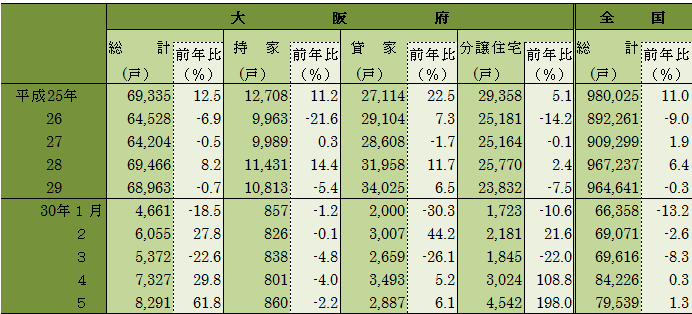 大 阪 府 全 国
総 計 前年比 持 家 前年比 貸 家 前年比 分譲住宅 前年比 総 計 前年比
(戸) (%) (戸) (%) (戸) (%) (戸) (%) (戸) (%)
平成25年 69,335 12.5 12,708 11.2 27,114 22.5 29,358 5.1 980,025 11.0
26 64,528 -6.9 9,963 -21.6 29,104 7.3 25,181 -14.2 892,261 -9.0
27 64,204 -0.5 9,989 0.3 28,608 -1.7 25,164 -0.1 909,299 1.9
28 69,466 8.2 11,431 14.4 31,958 11.7 25,770 2.4 967,237 6.4
29 68,963 -0.7 10,813 -5.4 34,025 6.5 23,832 -7.5 964,641 -0.3
30年1月 4,661 -18.5 857 -1.2 2,000 -30.3 1,723 -10.6 66,358 -13.2
2 6,055 27.8 826 -0.1 3,007 44.2 2,181 21.6 69,071 -2.6
3 5,372 -22.6 838 -4.8 2,659 -26.1 1,845 -22.0 69,616 -8.3
4 7,327 29.8 801 -4.0 3,493 5.2 3,024 108.8 84,226 0.3
5 8,291 61.8 860 -2.2 2,887 6.1 4,542 198.0 79,539 1.3